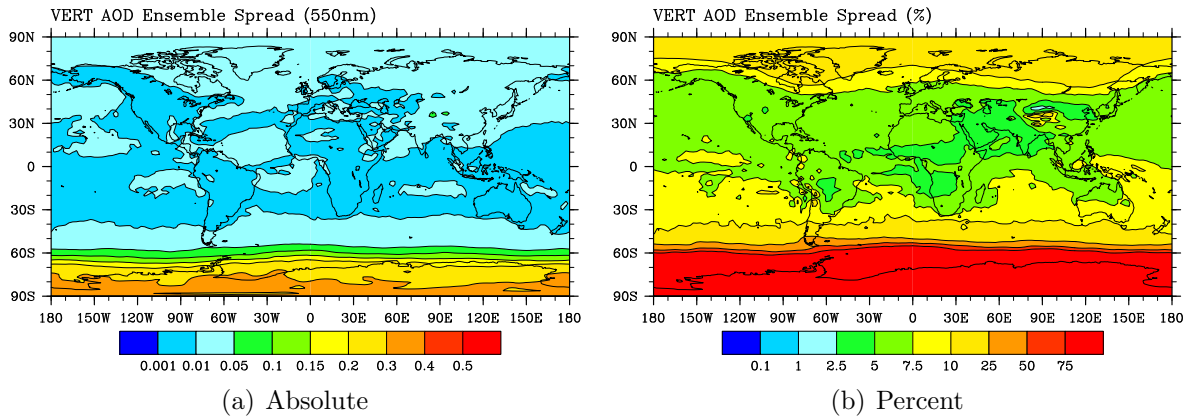 VERT AOD Ensemble Spread (550nm)
90N
60N
30N
0
30S
60S
90S
180 150W 120W 90W 60W 30W 0 30E 60E 90E 120E 150E 180
0.001 0.01 0.05 0.1 0.15 0.2 0.3 0.4 0.5
(a) Absolute
VERT AOD Ensemble Spread (%)
90N
60N
30N
0
30S
60S
90S
180 150W 120W 90W 60W 30W 0 30E 60E 90E 120E 150E 180
0.1 1 2.5 5 7.5 10 25 50 75
(b) Percent